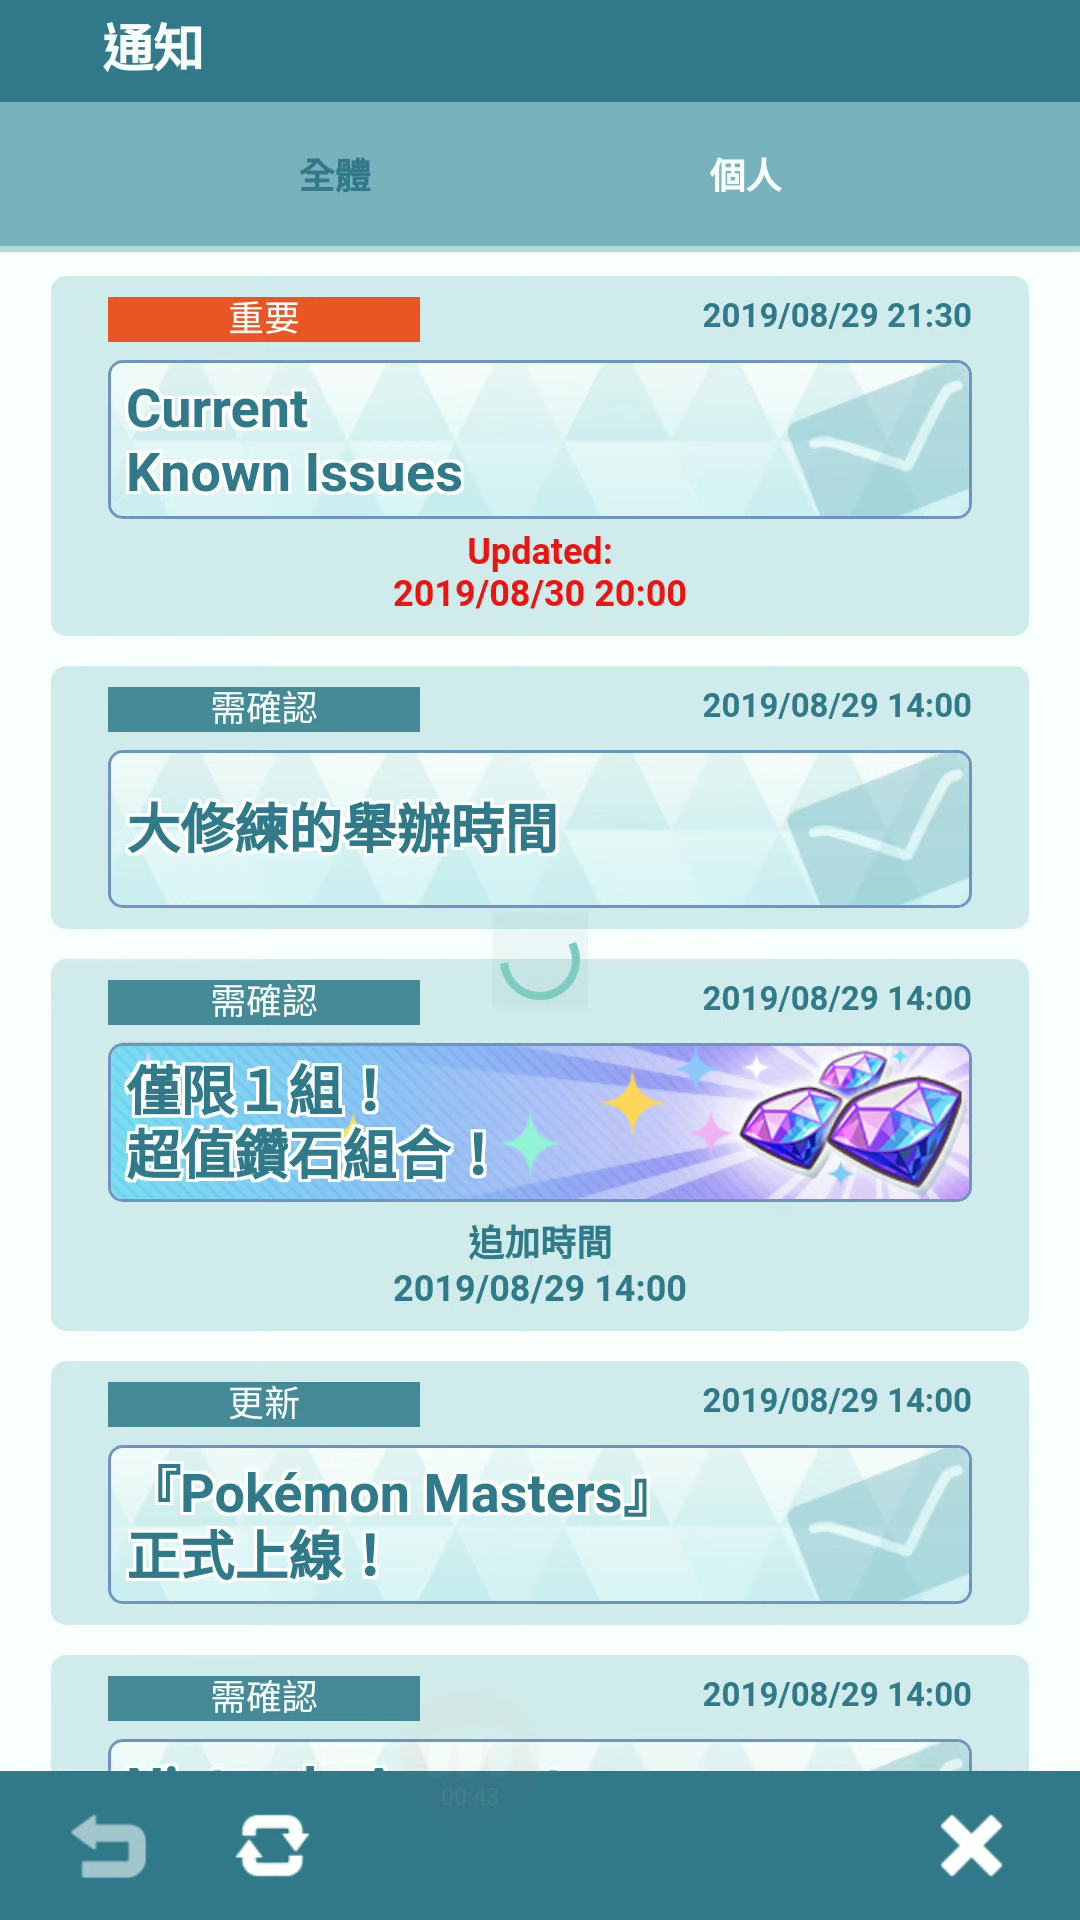 通知
全體
個人
重要
2019/08/29 21:30
Current
Known Issues
Updated:
2019/08/30 20:00
需確認
2019/08/29 14:00
大修練的舉辦時間
需確認
2019/08/29 14:00
僅限１組！
超值鑽石組合！
追加時間
2019/08/29 14:00
更新
2019/08/29 14:00
『Pokémon Masters』
正式上線！
需確認
2019/08/29 14:00
00:43